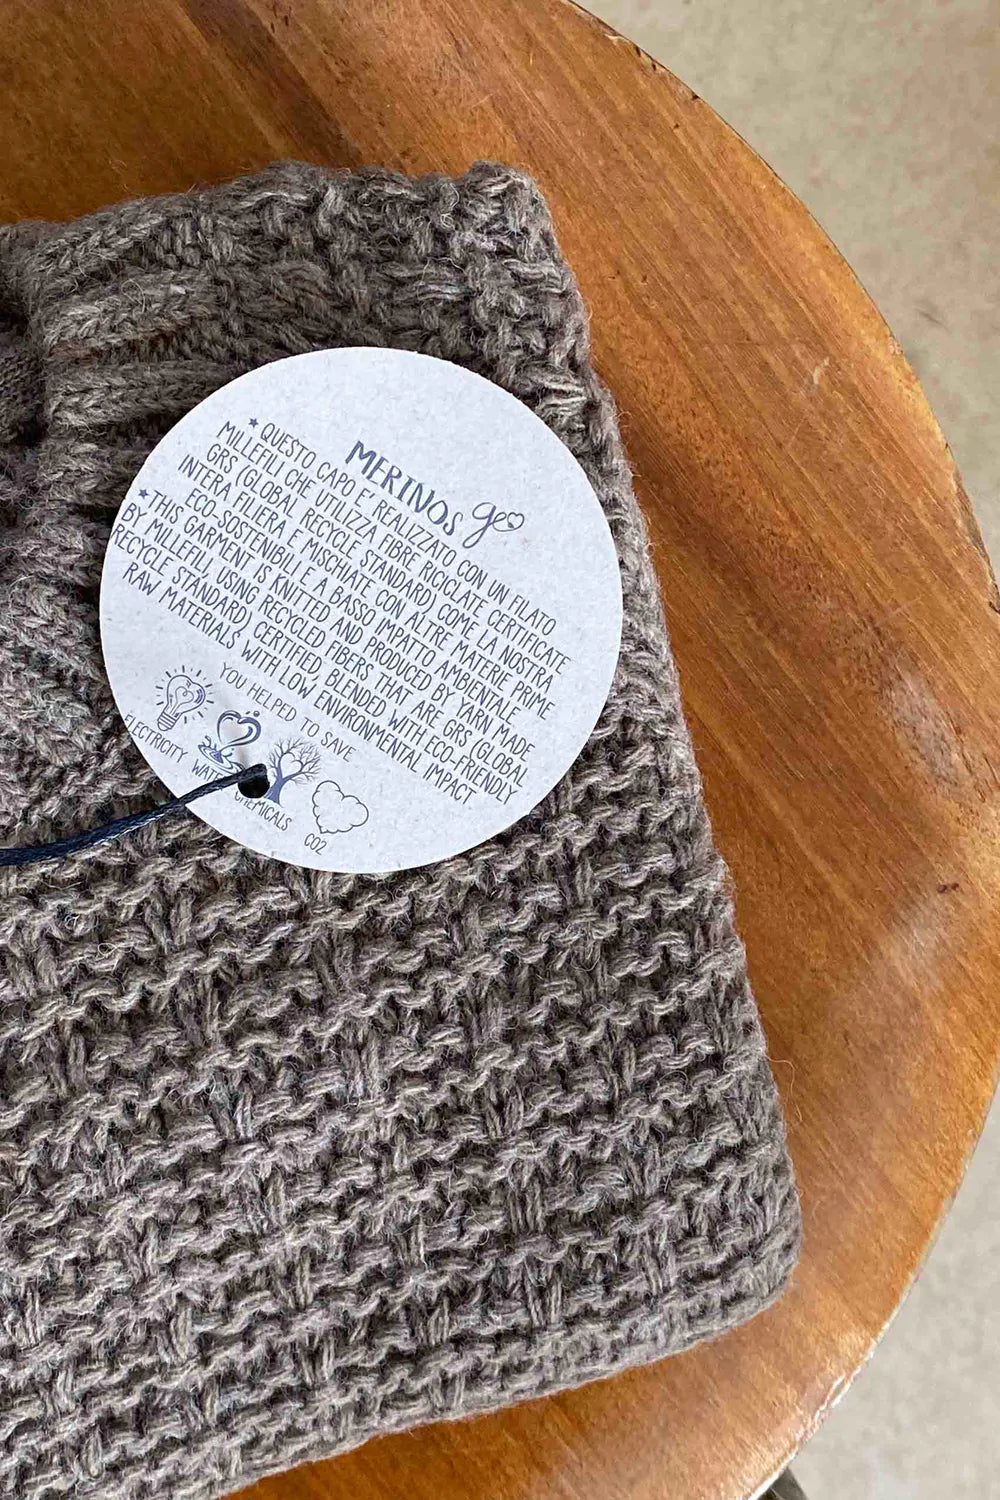 MERINOS geo
★ QUESTO CAPO E' REALIZZATO CON UN FILATO
MILLEFILI CHE UTILIZZA FIBRE RICICLATE CERTIFICATE
GRS (GLOBAL RECYCLE STANDARD) COME LA NOSTRA
INTERA FILIERA, E MISCHIATE CON ALTRE MATERIE PRIME
ECO-SOSTENIBILI E A BASSO IMPATTO AMBIENTALE.
★THIS GARMENT IS KNITTED AND PRODUCED BY YARN MADE
BY MILLEFILI, USING RECYCLED FIBERS THAT ARE GRS (GLOBAL
RECYCLE STANDARD) CERTIFIED, BLENDED WITH ECO-FRIENDLY
RAW MATERIALS WITH LOW ENVIRONMENTAL IMPACT
YOU HELPED TO SAVE
ELECTRICITY
CHEMICALS
CO2